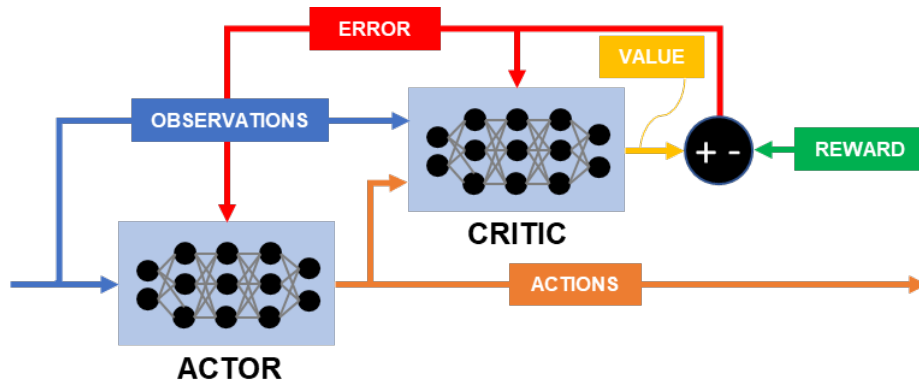 ERROR
VALUE
OBSERVATIONS
+ -
REWARD
CRITIC
ACTIONS
ACTOR